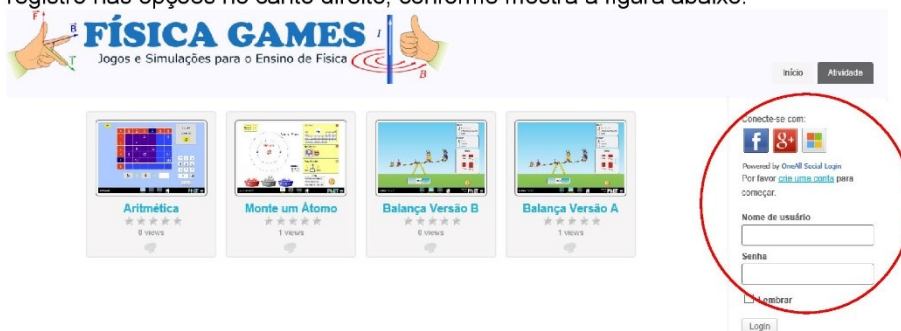 registro nas opções no canto direito, conforme mostra a figura abaixo.
FÍSICA GAMES
Jogos e Simulações para o Ensino de Física
F
B
T
I
B
Início
Atividade
Conecte-se com:
Powered by OneAll Social Login
Por favor crie uma conta para
começar.
Nome de usuário
Senha
Lembrar
Login
Aritmética
0 views
Monte um Átomo
1 views
Balança Versão B
0 views
Balança Versão A
1 views